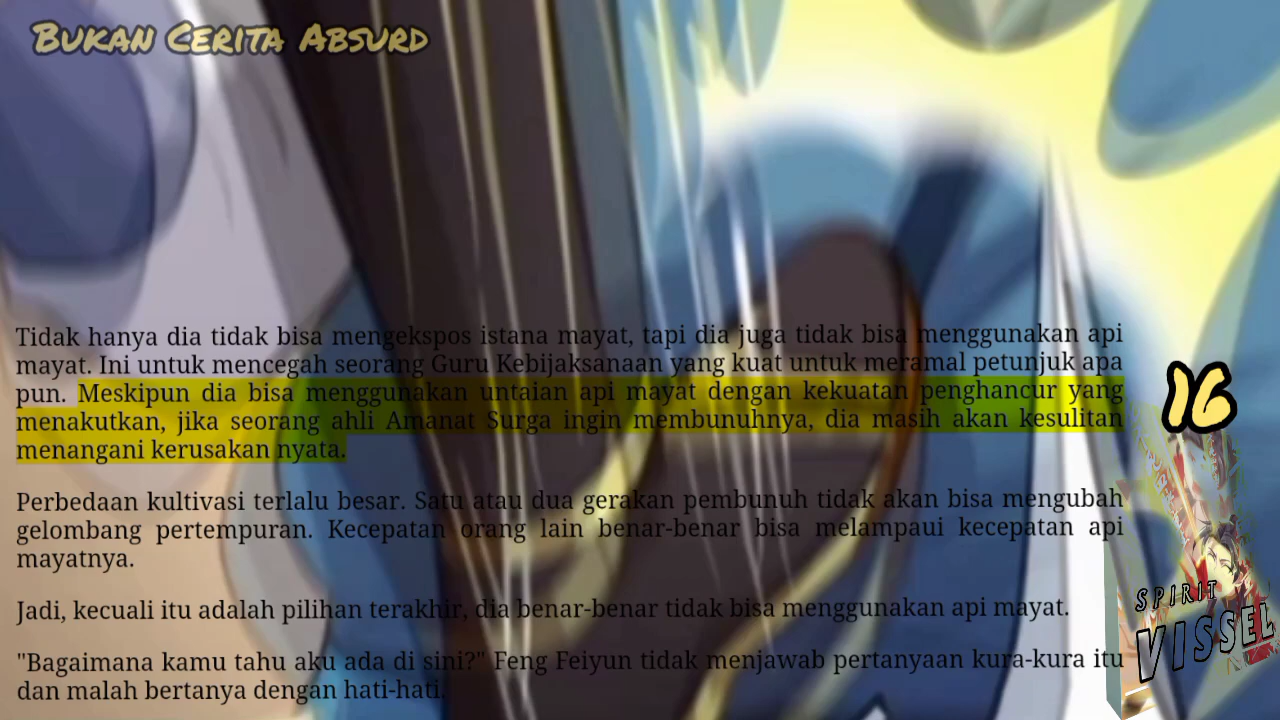 Bukan Cerita Absurd
Tidak hanya dia tidak bisa mengekspos istana mayat, tapi dia juga tidak bisa menggunakan api
mayat. Ini untuk mencegah seorang Guru Kebijaksanaan yang kuat untuk meramal petunjuk apa
pun. Meskipun dia bisa menggunakan untaian api mayat dengan kekuatan penghancur yang
menakutkan, jika seorang ahli Amanat Surga ingin membunuhnya, dia masih akan kesulitan
menangani kerusakan nyata.
Perbedaan kultivasi terlalu besar. Satu atau dua gerakan pembunuh tidak akan bisa mengubah
gelombang pertempuran. Kecepatan orang lain benar-benar bisa melampaui kecepatan api
mayatnya.
Jadi, kecuali itu adalah pilihan terakhir, dia benar-benar tidak bisa menggunakan api mayat.
"Bagaimana kamu tahu aku ada di sini?" Feng Feiyun tidak menjawab pertanyaan kura-kura itu
dan malah bertanya dengan hati-hati.
16
SPIRIT
VISSEL